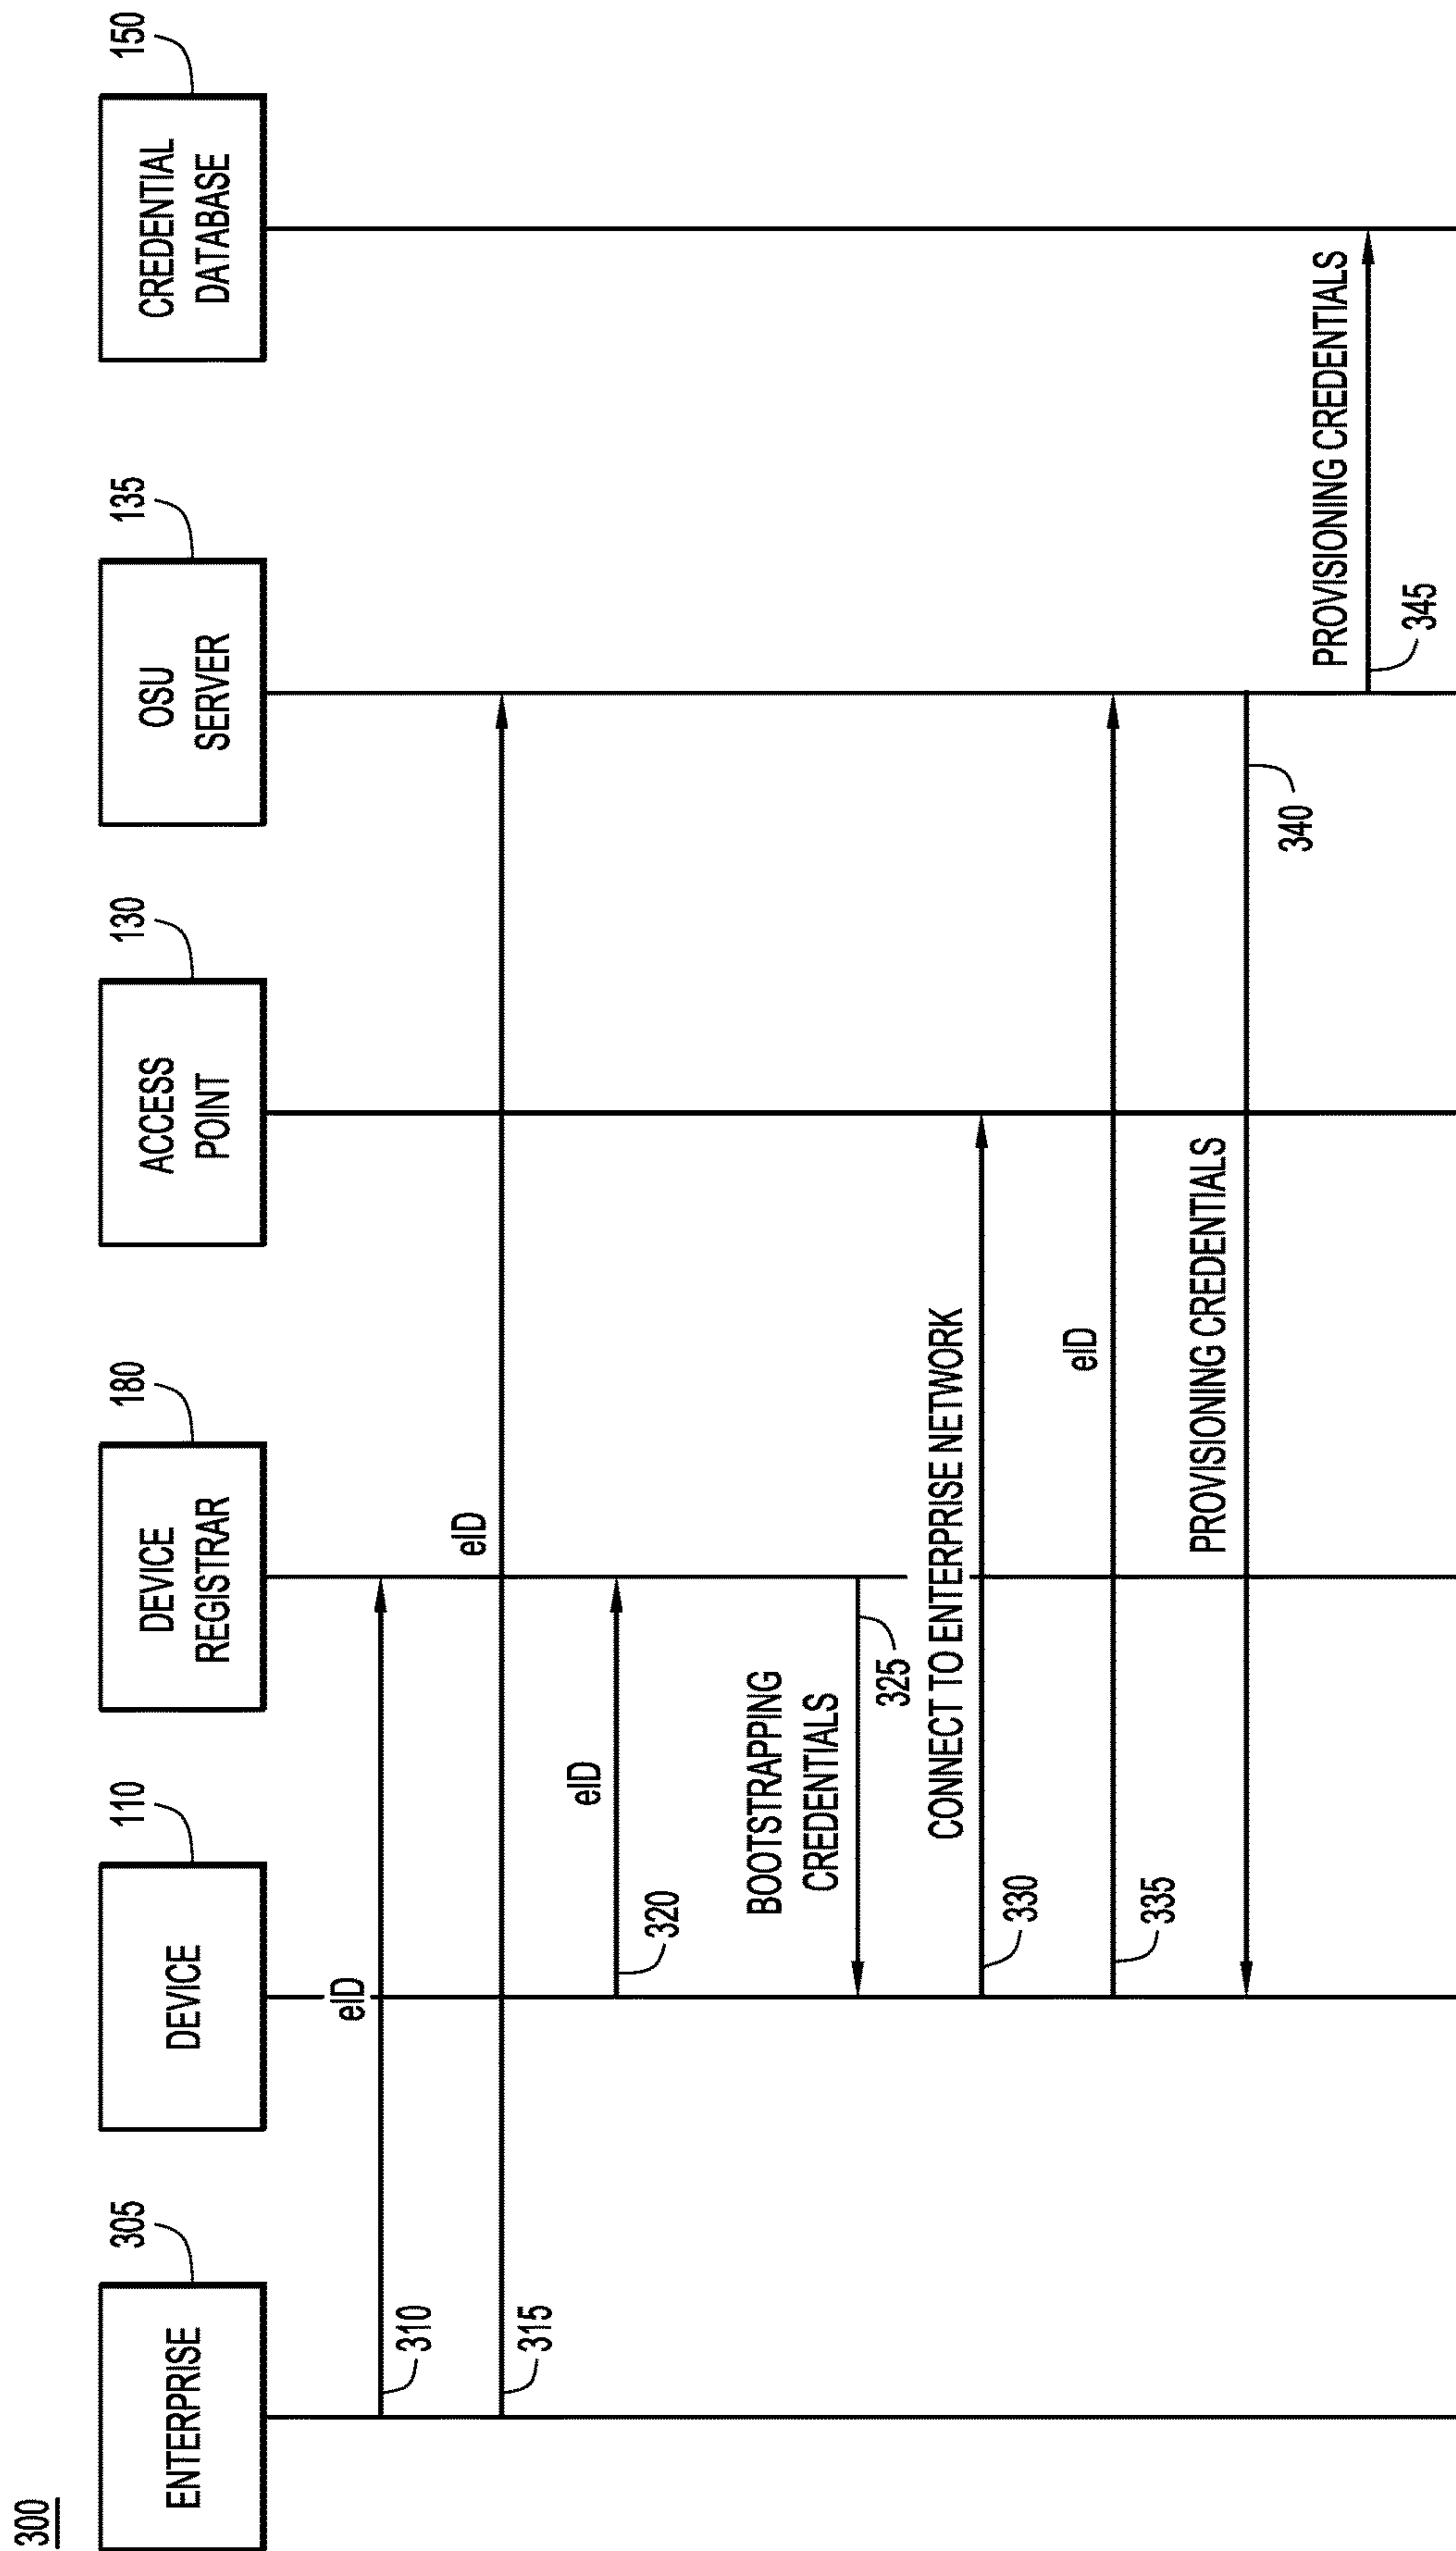 300
305
110
180
130
135
150
ENTERPRISE
DEVICE
DEVICE
REGISTRAR
ACCESS
POINT
OSU
SERVER
CREDENTIAL
DATABASE
eID
310
eID
315
eID
320
BOOTSTRAPPING
CREDENTIALS
325
CONNECT TO ENTERPRISE NETWORK
330
eID
335
PROVISIONING CREDENTIALS
340
PROVISIONING CREDENTIALS
345